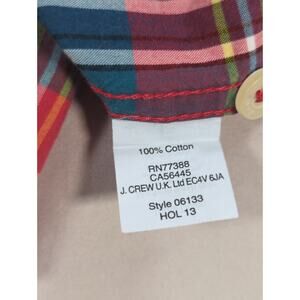 100% Cotton
RN77388
CA56445
J. CREW U.K. Ltd EC4V 6JA
Style 06133
HOL 13